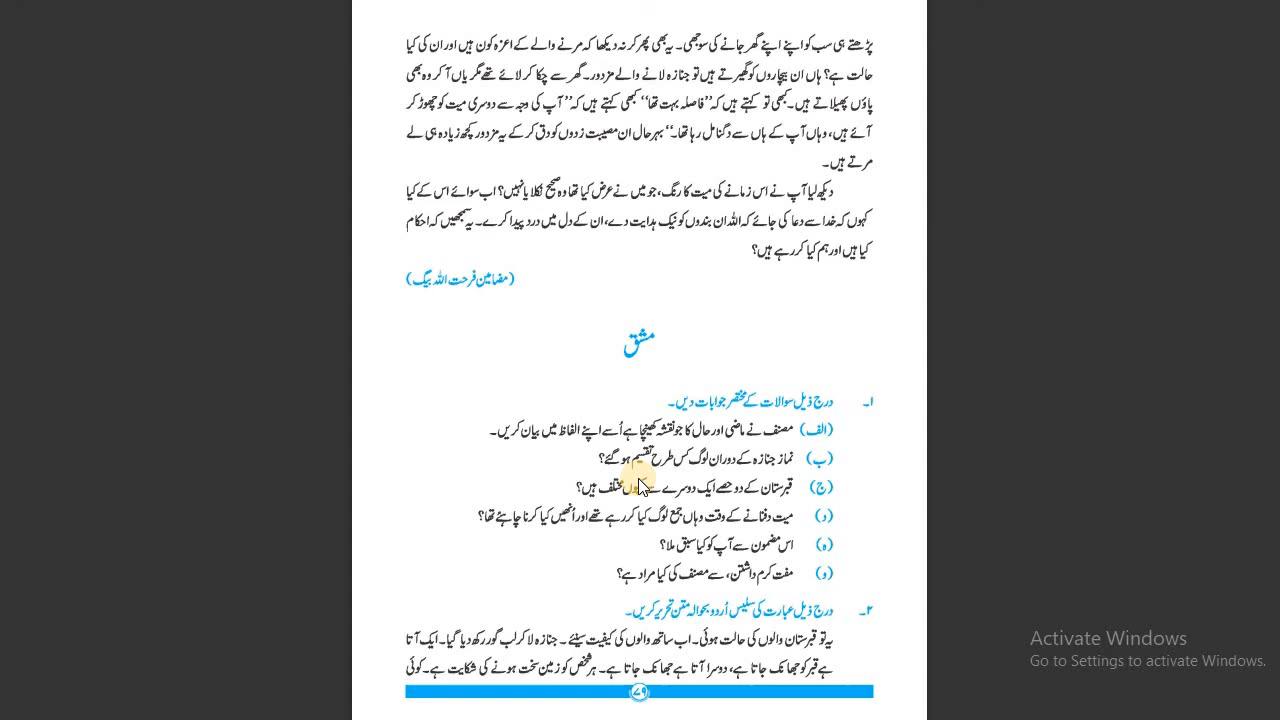 پڑھتے ہی سب کو اپنے اپنے گھر جانے کی سوجھی۔ یہ بھی پھر کر نہ دیکھا کہ مرنے والے کے اعزہ کون ہیں اور ان کی کیا
حالت ہے؟ ہاں ان بیچاروں کو گھیرتے ہیں تو جنازہ لانے والے مزدور۔ گھر سے چکا کر لائے تھے مگر یاں آ کر وہ بھی
پاؤں پھیلاتے ہیں۔ کبھی تو کہتے ہیں کہ ”فاصلہ بہت تھا“ کبھی کہتے ہیں کہ ”آپ کی وجہ سے دوسری میت کو چھوڑ کر
آئے ہیں، وہاں آپ کے ہاں سے دگنا مل رہا تھا۔“ بہرحال ان مصیبت زدوں کو دق کر کے یہ مزدور کچھ زیادہ ہی لے
مرتے ہیں۔
دیکھ لیا آپ نے اس زمانے کی میت کا رنگ، جو میں نے عرض کیا تھا وہ صحیح نکلا یا نہیں؟ اب سوائے اس کے کیا
کہوں کہ خدا سے دعا کی جائے کہ اللہ ان بندوں کو نیک ہدایت دے، ان کے دل میں درد پیدا کرے۔ یہ سمجھیں کہ احکام
کیا ہیں اور ہم کیا کر رہے ہیں؟
(مضامین فرحت اللہ بیگ)
مشق
۱۔ درج ذیل سوالات کے مختصر جوابات دیں۔
(الف) مصنف نے ماضی اور حال کا جو نقشہ کھینچا ہے اُسے اپنے الفاظ میں بیان کریں۔
(ب) نماز جنازہ کے دوران لوگ کس طرح تقسیم ہو گئے؟
(ج) قبرستان کے دو حصے ایک دوسرے سے کیوں مختلف ہیں؟
(د) میت دفنانے کے وقت وہاں جمع لوگ کیا کر رہے تھے اور اُنھیں کیا کرنا چاہئے تھا؟
(ہ) اس مضمون سے آپ کو کیا سبق ملا؟
(و) مفت کرم داشتن، سے مصنف کی کیا مراد ہے؟
۲۔ درج ذیل عبارت کی سلیس اُردو بحوالہ متن تحریر کریں۔
یہ تو قبرستان والوں کی حالت ہوئی۔ اب ساتھ والوں کی کیفیت سنیئے۔ جنازہ لا کر لب گور رکھ دیا گیا۔ ایک آتا
ہے قبر کو جھانک جاتا ہے، دوسرا آتا ہے جھانک جاتا ہے۔ ہر شخص کو زمین سخت ہونے کی شکایت ہے۔ کوئی
۷۹
Activate Windows
Go to Settings to activate Windows.